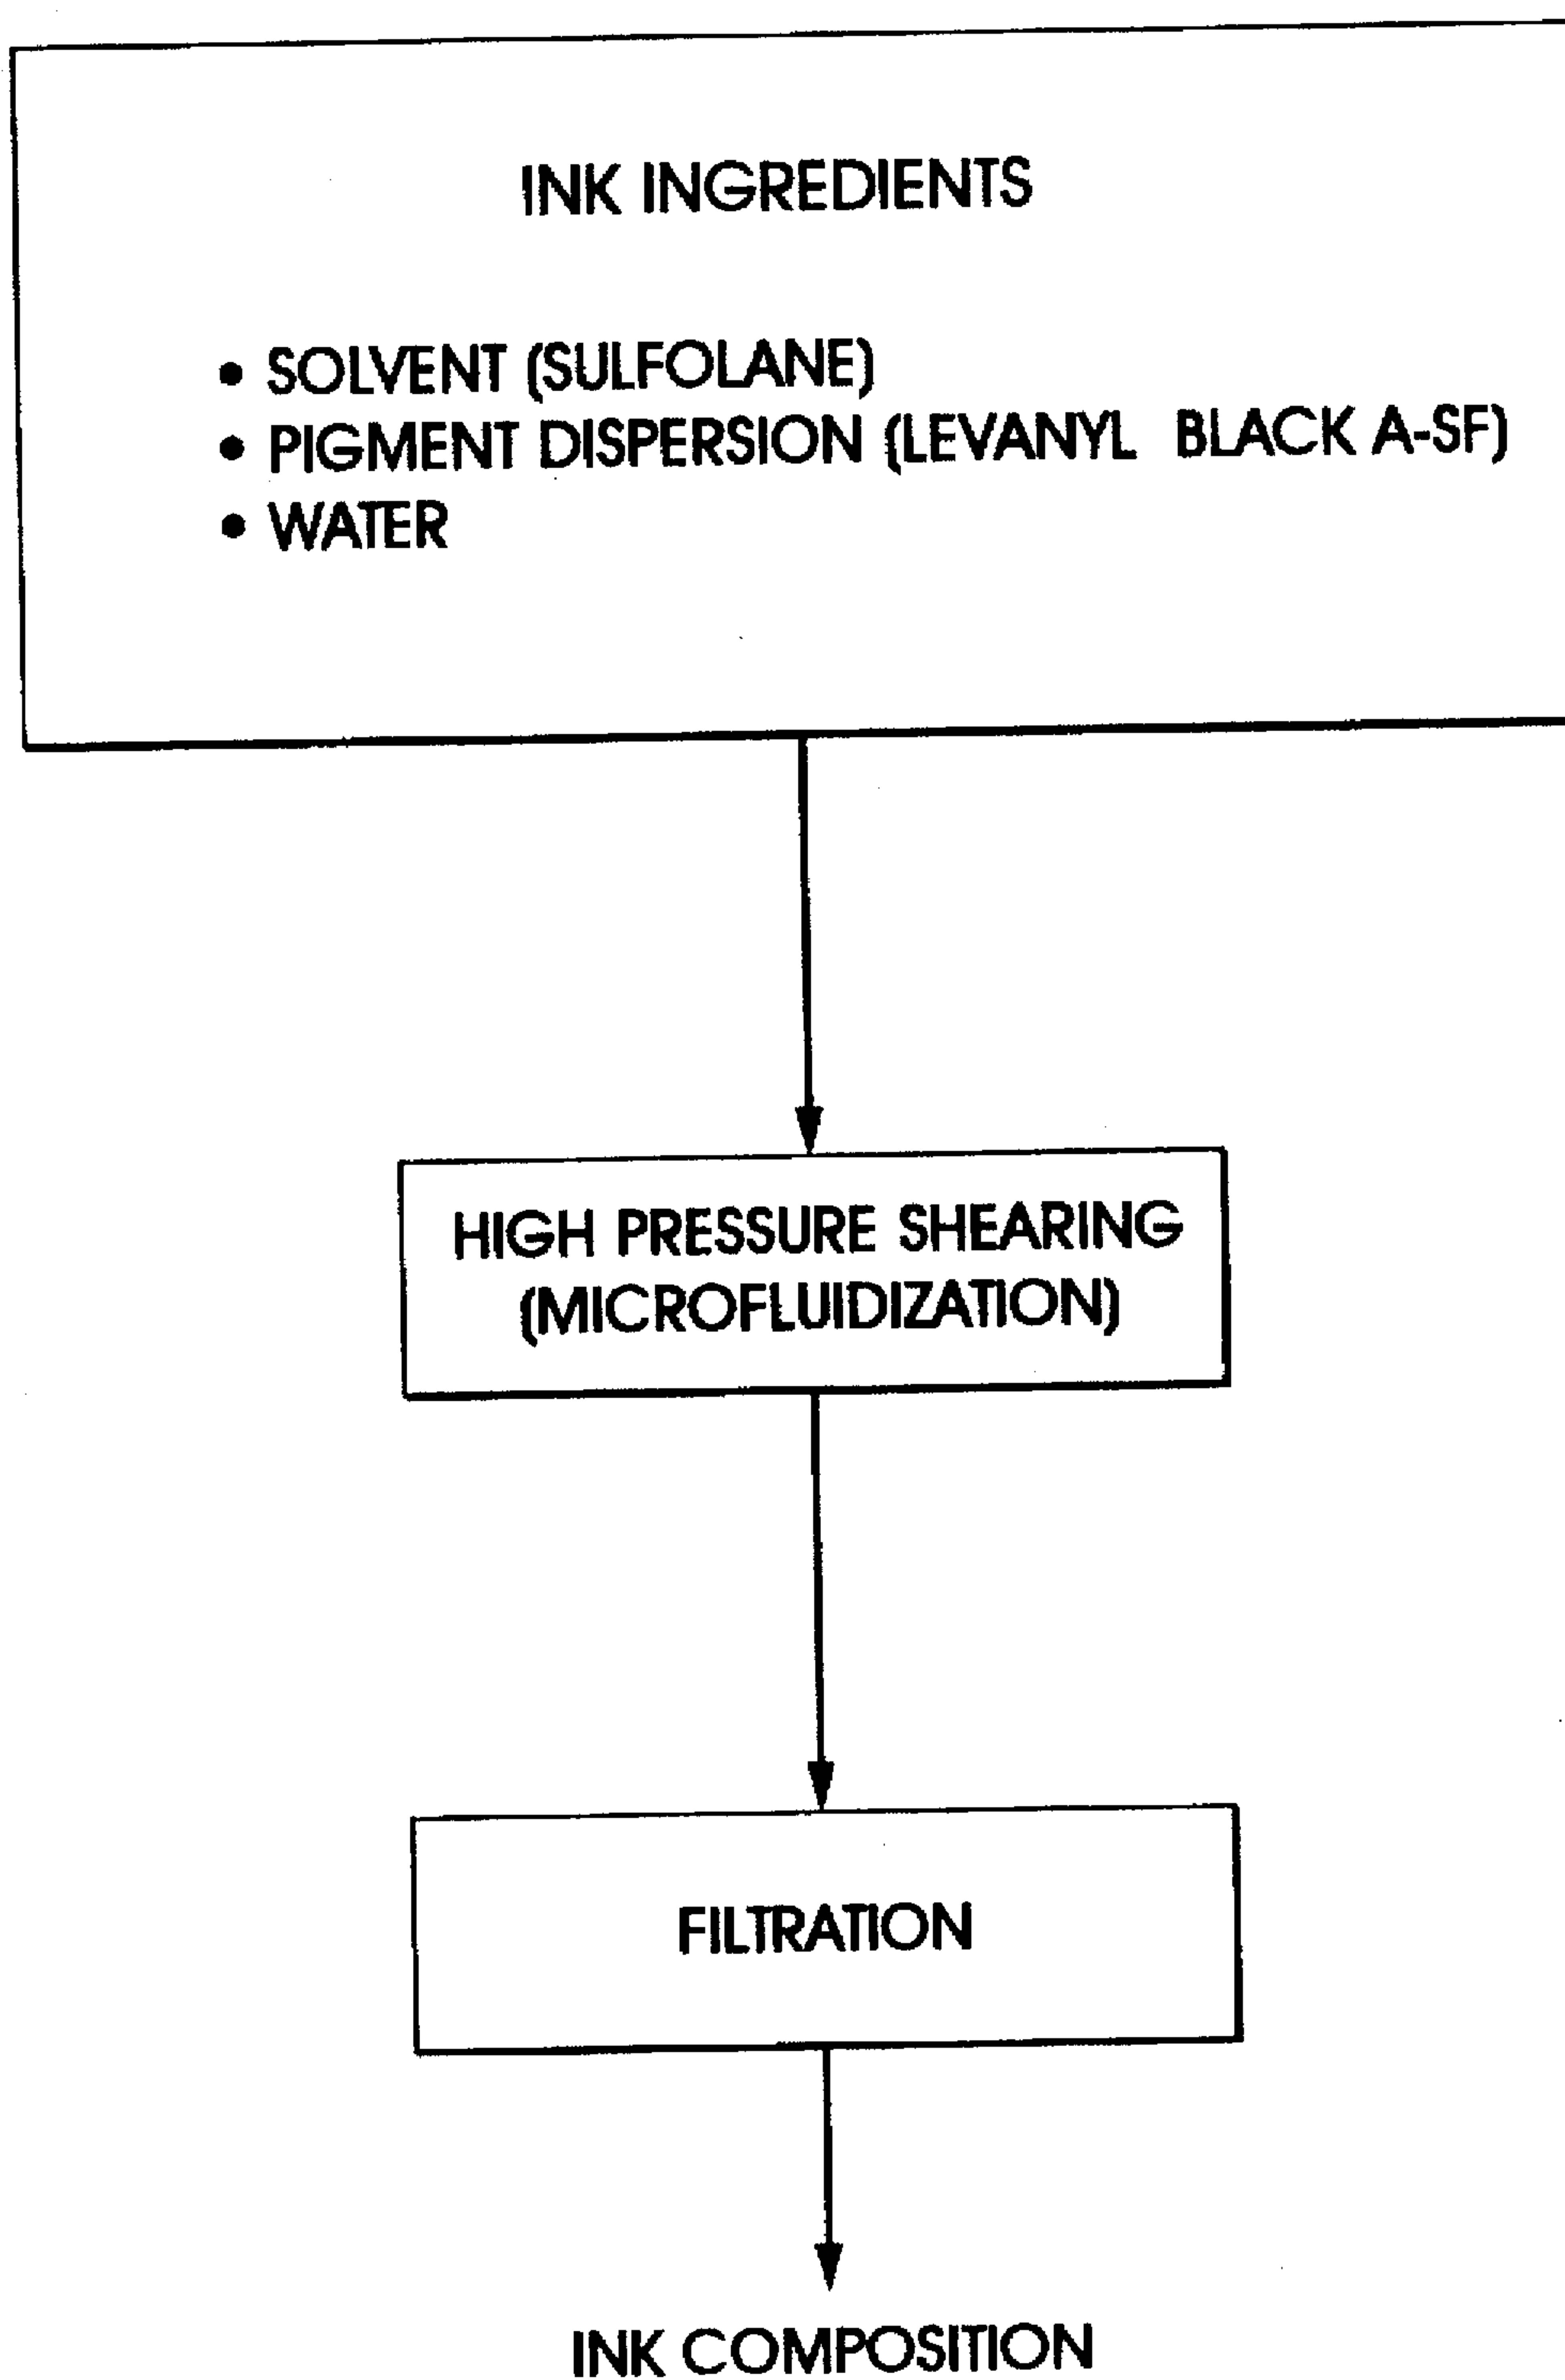 INK INGREDIENTS
• SOLVENT (SULFOLANE)
• PIGMENT DISPERSION (LEVANYL BLACK A-SF)
• WATER
HIGH PRESSURE SHEARING
(MICROFLUIDIZATION)
FILTRATION
INK COMPOSITION